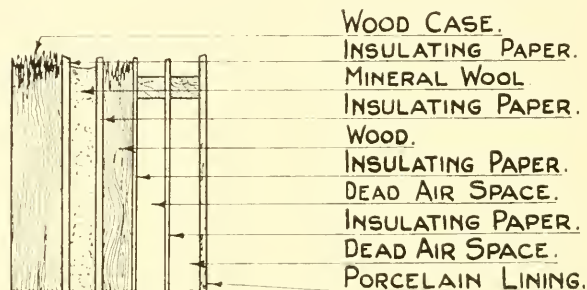 WOOD CASE.
INSULATING PAPER.
MINERAL WOOL
INSULATING PAPER.
WOOD.
INSULATING PAPER.
DEAD AIR SPACE.
INSULATING PAPER.
DEAD AIR SPACE.
PORCELAIN LINING.